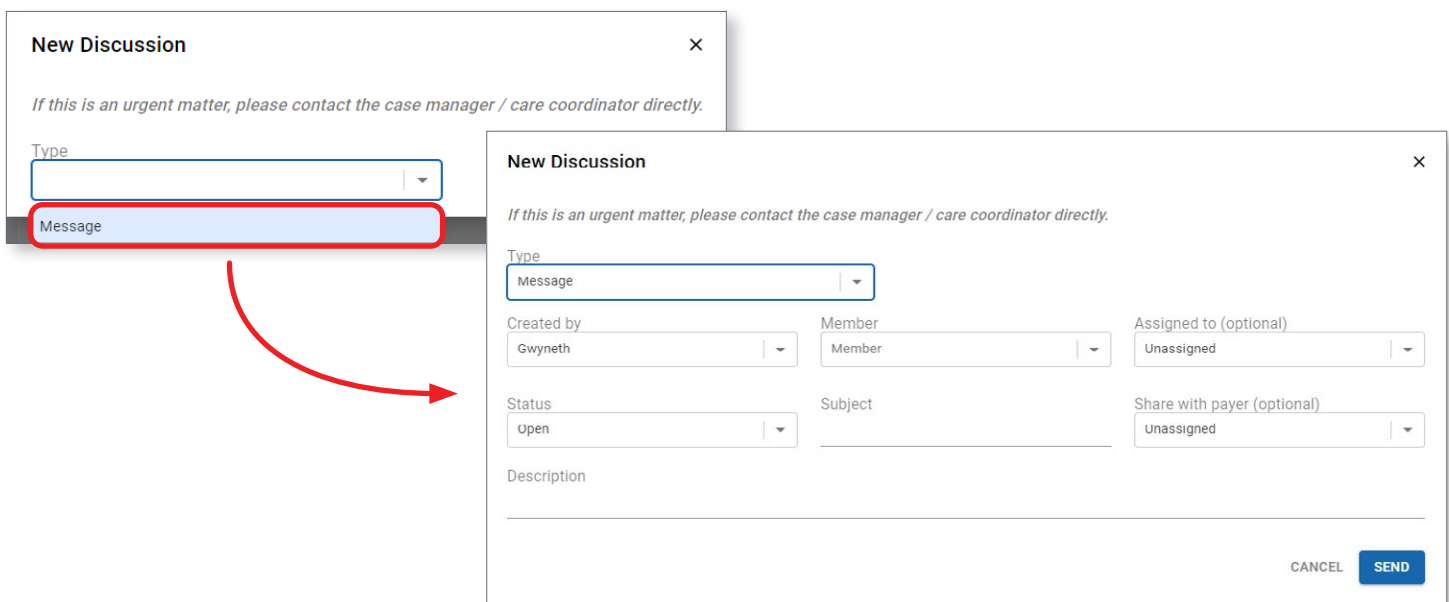 New Discussion
If this is an urgent matter, please contact the case manager / care coordinator directly.
Type
Message
New Discussion
If this is an urgent matter, please contact the case manager / care coordinator directly.
Type
Message
Created by Member Assigned to (optional)
Gwyneth Member Unassigned
Status Subject Share with payer (optional)
Open Unassigned
Description
CANCEL SEND